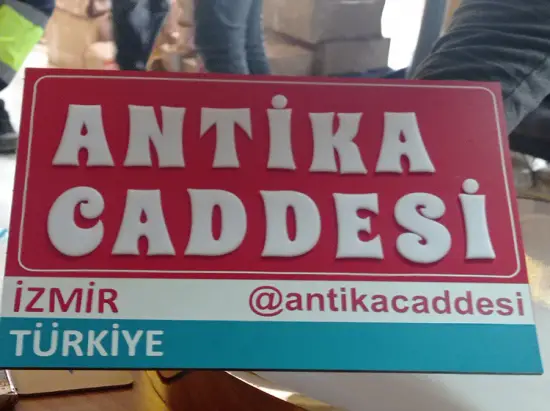 ANTİKA
CADDESİ
İZMİR @antikacaddesi
TÜRKİYE